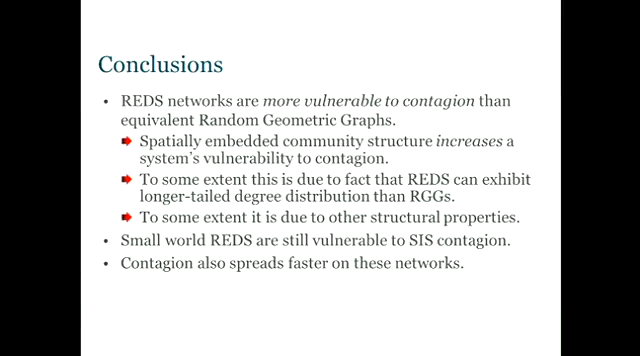 Conclusions
• REDS networks are more vulnerable to contagion than
equivalent Random Geometric Graphs.
Spatially embedded community structure increases a
system's vulnerability to contagion.
To some extent this is due to fact that REDS can exhibit
longer-tailed degree distribution than RGGs.
To some extent it is due to other structural properties.
• Small world REDS are still vulnerable to SIS contagion.
• Contagion also spreads faster on these networks.